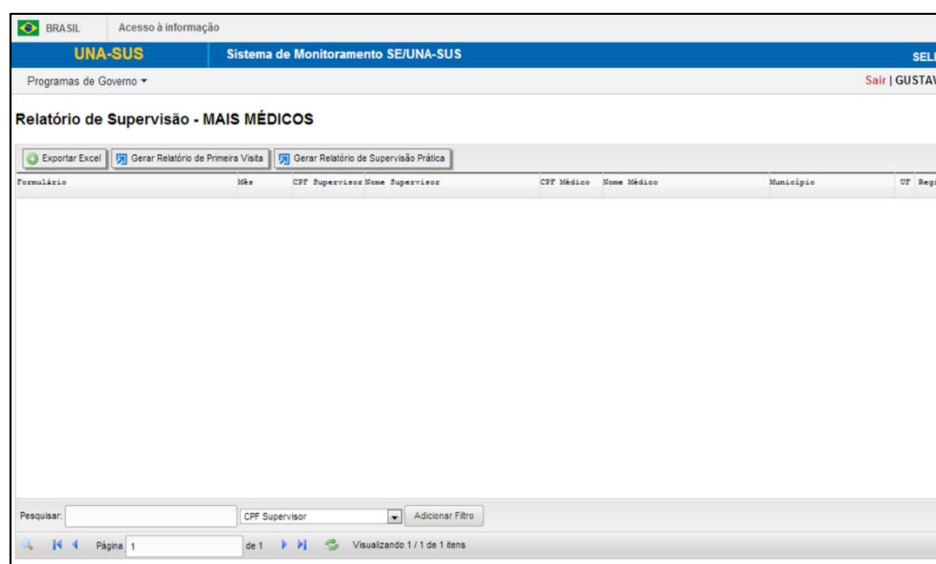 BRASIL Acesso à informação
UNA-SUS Sistema de Monitoramento SE/UNA-SUS SELE
Programas de Governo Sair | GUSTAV
Relatório de Supervisão - MAIS MÉDICOS
Exportar Excel Gerar Relatório de Primeira Visita Gerar Relatório de Supervisão Prática
Formulário Mês CPF Supervisor Nome Supervisor CPF Médico Nome Médico Município UF Regi
Pesquisar: CPF Supervisor Adicionar Filtro
Página 1 de 1 Visualizando 1 / 1 de 1 itens